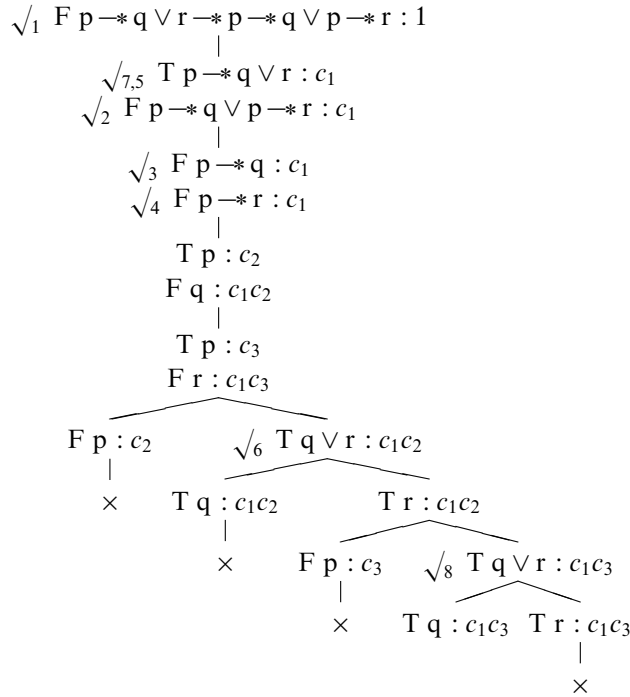 √1 F p −∗ q ∨ r −∗ p −∗ q ∨ p −∗ r : 1
√7,5 T p −∗ q ∨ r : c1
√2 F p −∗ q ∨ p −∗ r : c1
√3 F p −∗ q : c1
√4 F p −∗ r : c1
T p : c2
F q : c1c2
T p : c3
F r : c1c3
F p : c2 √6 T q ∨ r : c1c2
× T q : c1c2 T r : c1c2
× F p : c3 √8 T q ∨ r : c1c3
× T q : c1c3 T r : c1c3
×